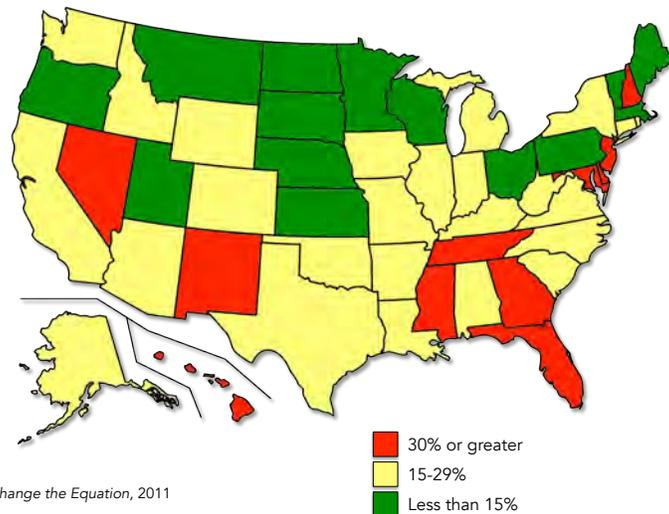 30% or greater
15-29%
hange the Equation, 2011
Less than 15%